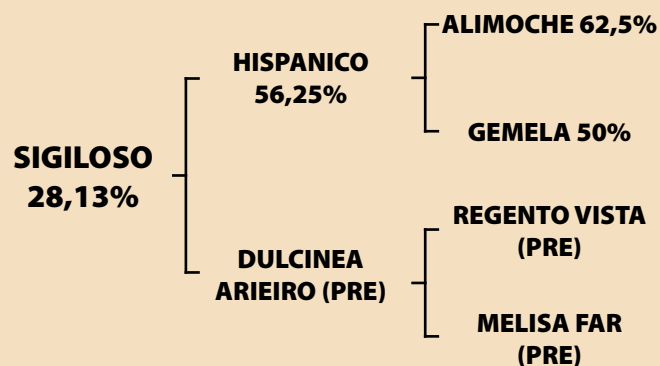 SIGILOSO
28,13%
HISPANICO
56,25%
DULCINEA
ARIEIRO (PRE)
ALIMOCHE 62,5%
GEMELA 50%
REGENTO VISTA
(PRE)
MELISA FAR
(PRE)